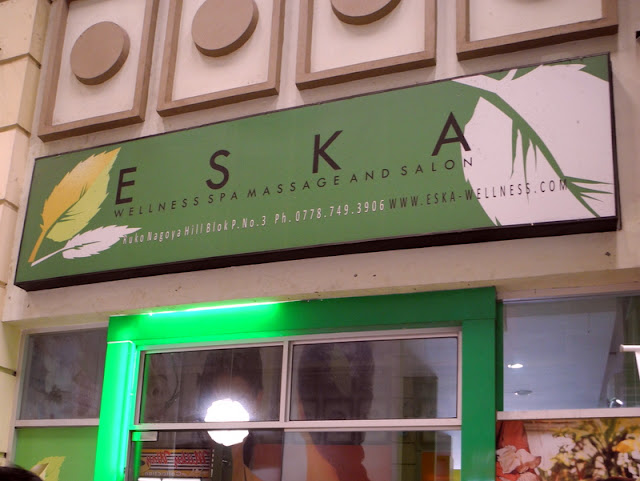 ESKA
WELLNESS SPA MASSAGE AND SALON
Ruko Nagoya Hill Blok P.No.3 Ph. 0778.749.3906 WWW.ESKA-WELLNESS.COM